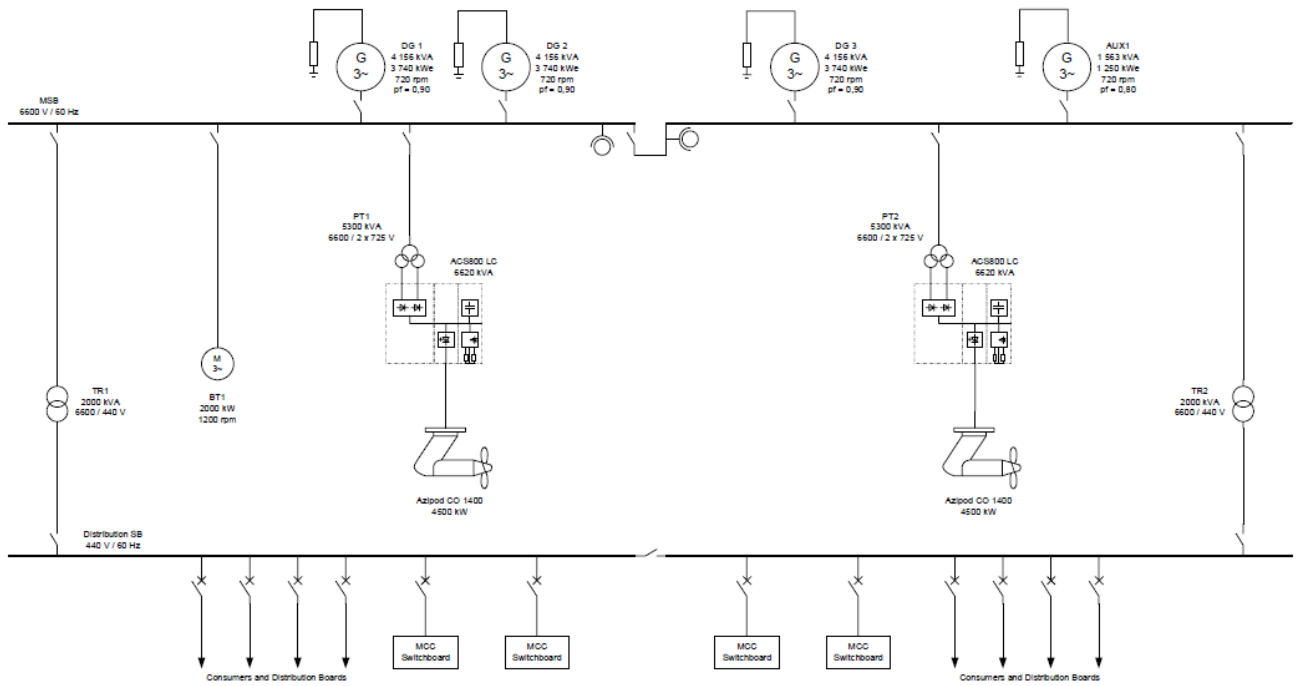 DG 1
4 156 kVA
3 740 kWe
720 rpm
pf = 0,90
G
3~
DG 2
4 156 kVA
3 740 kWe
720 rpm
pf = 0,90
G
3~
DG 3
4 156 kVA
3 740 kWe
720 rpm
pf = 0,90
G
3~
AUX1
1 563 kVA
1 250 kWe
720 rpm
pf = 0,80
G
3~
MSB
6600 V / 60 Hz
PT1
5300 kVA
6600 / 2 x 725 V
ACS800 LC
6620 kVA
PT2
5300 kVA
6600 / 2 x 725 V
ACS800 LC
6620 kVA
TR1
2000 kVA
6600 / 440 V
M
3~
BT1
2000 kW
1200 rpm
TR2
2000 kVA
6600 / 440 V
Azipod CO 1400
4500 kW
Azipod CO 1400
4500 kW
Distribution SB
440 V / 60 Hz
MCC
Switchboard
MCC
Switchboard
MCC
Switchboard
MCC
Switchboard
Consumers and Distribution Boards
Consumers and Distribution Boards